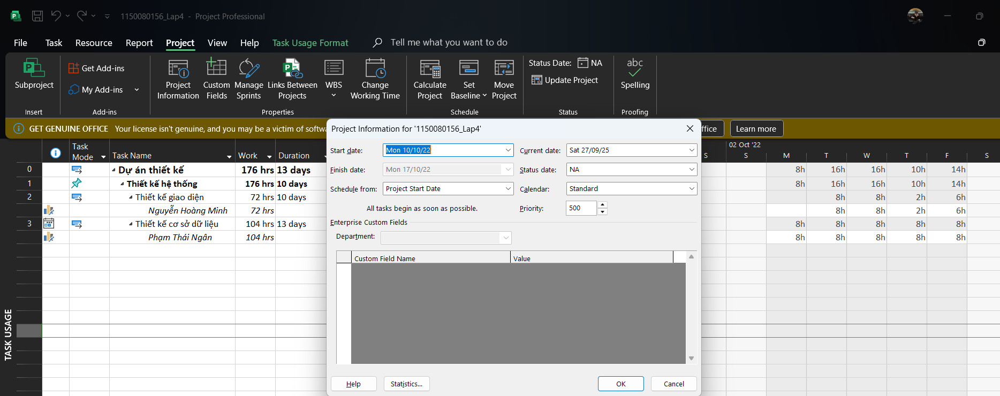 1150080156_Lap4 - Project Professional
File Task Resource Report Project View Help Task Usage Format Tell me what you want to do
Subproject
Get Add-ins
My Add-ins
Project Information
Custom Fields
Manage Sprints
Links Between Projects
WBS
Change Working Time
Calculate Project
Set Baseline
Move Project
Status Date: NA
Update Project
abc
Spelling
Insert Add-ins Properties Schedule Status Proofing
GET GENUINE OFFICE Your license isn't genuine, and you may be a victim of softwa
ffice Learn more
Task Mode Task Name Work Duration
0 Dự án thiết kế 176 hrs 13 days
1 Thiết kế hệ thống 176 hrs 10 days
2 Thiết kế giao diện 72 hrs 10 days
Nguyễn Hoàng Minh 72 hrs
3 Thiết kế cơ sở dữ liệu 104 hrs 13 days
Phạm Thái Ngân 104 hrs
TASK USAGE
Project Information for '1150080156_Lap4'
Start date: Mon 10/10/22 Current date: Sat 27/09/25
Finish date: Mon 17/10/22 Status date: NA
Schedule from: Project Start Date Calendar: Standard
All tasks begin as soon as possible. Priority: 500
Enterprise Custom Fields
Department:
Custom Field Name Value
Help Statistics... OK Cancel
02 Oct '22
S S M T W T F S
8h 16h 16h 10h 14h
8h 16h 16h 10h 14h
8h 8h 2h 6h
8h 8h 2h 6h
8h 8h 8h 8h 8h
8h 8h 8h 8h 8h